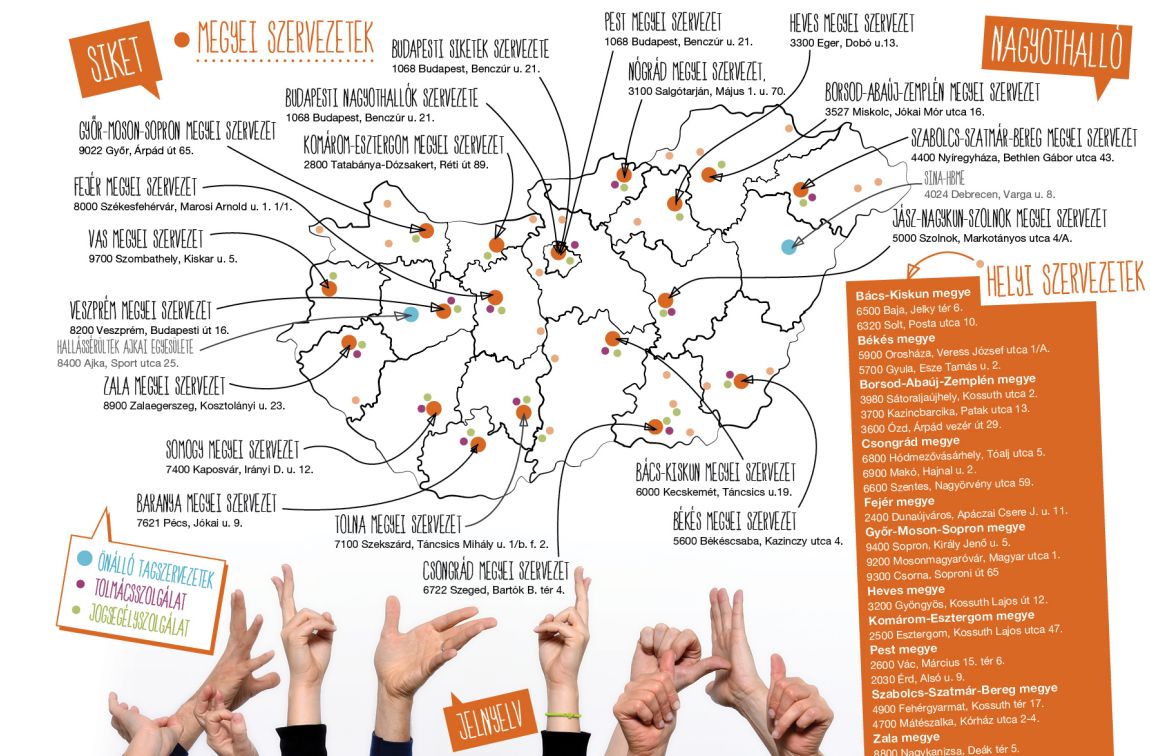 SIKET
MEGYEI SZERVEZETEK
NAGYOTHALLÓ
BUDAPESTI SIKETEK SZERVEZETE
1068 Budapest, Benczúr u. 21.
PEST MEGYEI SZERVEZET
1068 Budapest, Benczúr u. 21.
HEVES MEGYEI SZERVEZET
3300 Eger, Dobó u.13.
NÓGRÁD MEGYEI SZERVEZET,
3100 Salgótarján, Május 1. u. 70.
BUDAPESTI NAGYOTHALLÓK SZERVEZETE
1068 Budapest, Benczúr u. 21.
BORSOD-ABAÚJ-ZEMPLÉN MEGYEI SZERVEZET
3527 Miskolc, Jókai Mór utca 16.
GYŐR-MOSON-SOPRON MEGYEI SZERVEZET
9022 Győr, Árpád út 65.
KOMÁROM-ESZTERGOM MEGYEI SZERVEZET
2800 Tatabánya-Dózsakert, Réti út 89.
SZABOLCS-SZATMÁR-BEREG MEGYEI SZERVEZET
4400 Nyíregyháza, Bethlen Gábor utca 43.
SINA-HBME
4024 Debrecen, Varga u. 8.
FEJÉR MEGYEI SZERVEZET
8000 Székesfehérvár, Marosi Arnold u. 1. 1/1.
JÁSZ-NAGYKUN-SZOLNOK MEGYEI SZERVEZET
5000 Szolnok, Markotányos utca 4/A.
VAS MEGYEI SZERVEZET
9700 Szombathely, Kiskar u. 5.
VESZPRÉM MEGYEI SZERVEZET
8200 Veszprém, Budapesti út 16.
HALLÁSSÉRÜLTEK AJKAI EGYESÜLETE
8400 Ajka, Sport utca 25.
ZALA MEGYEI SZERVEZET
8900 Zalaegerszeg, Kosztolányi u. 23.
SOMOGY MEGYEI SZERVEZET
7400 Kaposvár, Irányi D. u. 12.
BARANYA MEGYEI SZERVEZET
7621 Pécs, Jókai u. 9.
TOLNA MEGYEI SZERVEZET
7100 Szekszárd, Táncsics Mihály u. 1/b. f. 2.
CSONGRÁD MEGYEI SZERVEZET
6722 Szeged, Bartók B. tér 4.
BÁCS-KISKUN MEGYEI SZERVEZET
6000 Kecskemét, Táncsics u.19.
BÉKÉS MEGYEI SZERVEZET
5600 Békéscsaba, Kazinczy utca 4.
HELYI SZERVEZETEK
Bács-Kiskun megye
6500 Baja, Jelky tér 6.
6320 Solt, Posta utca 10.
Békés megye
5900 Orosháza, Veress József utca 1/A.
5700 Gyula, Esze Tamás u. 2.
Borsod-Abaúj-Zemplén megye
3980 Sátoraljaújhely, Kossuth utca 2.
3700 Kazincbarcika, Patak utca 13.
3600 Ózd, Árpád vezér út 29.
Csongrád megye
6800 Hódmezővásárhely, Tóalj utca 5.
6900 Makó, Hajnal u. 2.
6600 Szentes, Nagyörvény utca 59.
Fejér megye
2400 Dunaújváros, Apáczai Csere J. u. 11.
Győr-Moson-Sopron megye
9400 Sopron, Király Jenő u. 5.
9200 Mosonmagyaróvár, Magyar utca 1.
9300 Csorna, Soproni út 65
Heves megye
3200 Gyöngyös, Kossuth Lajos út 12.
Komárom-Esztergom megye
2500 Esztergom, Kossuth Lajos utca 47.
Pest megye
2600 Vác, Március 15. tér 6.
2030 Érd, Alsó u. 9.
Szabolcs-Szatmár-Bereg megye
4900 Fehérgyarmat, Kossuth tér 17.
4700 Mátészalka, Kórház utca 2-4.
Zala megye
8800 Nagykanizsa, Deák tér 5.
ÖNÁLLÓ TAGSZERVEZETEK
TOLMÁCSSZOLGÁLAT
JOGSEGÉLYSZOLGÁLAT
JELNYELV